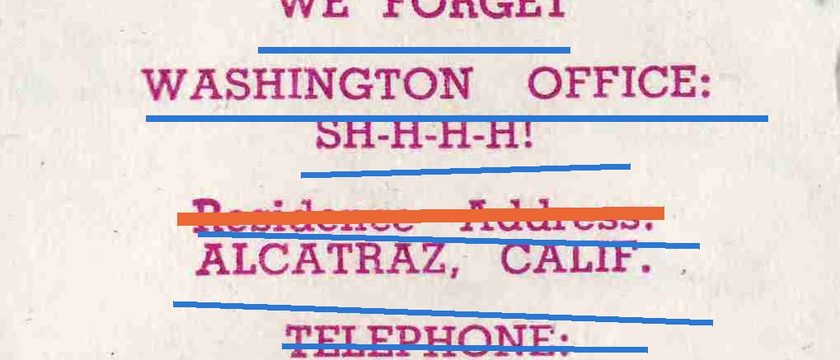 WE FORGET
WASHINGTON OFFICE:
SH-H-H-H!
Residence Address:
ALCATRAZ, CALIF.
TELEPHONE: